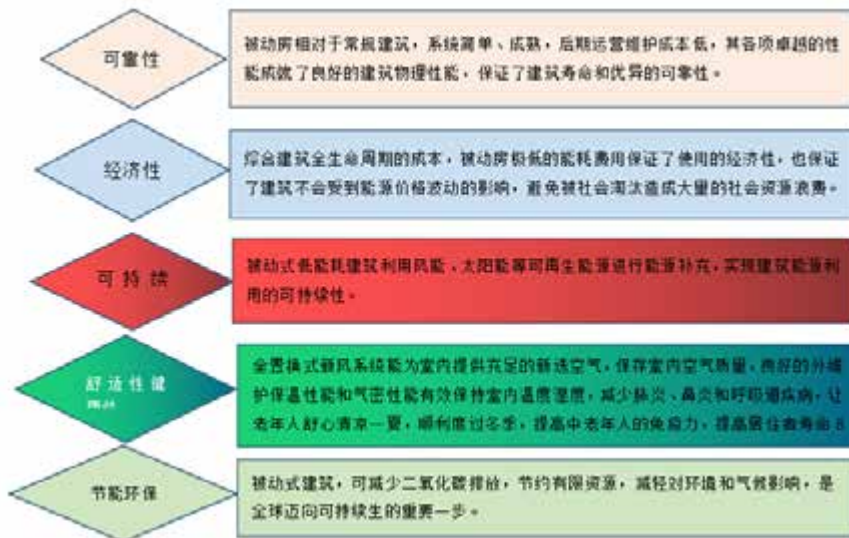 可靠性
被动房相对于常规建筑，系统简单、成熟，后期运营维护成本低，其各项卓越的性
能成就了良好的建筑物理性能，保证了建筑寿命和优异的可靠性。
经济性
综合建筑全生命周期的成本，被动房极低的能耗费用保证了使用的经济性，也保证
了建筑不会受到能源价格波动的影响，避免被社会淘汰造成大量的社会资源浪费。
可持续
被动式低能耗建筑利用风能、太阳能等可再生能源进行能源补充，实现建筑能源利
用的可持续性。
舒适性健
全置换式新风系统能为室内提供充足的新选空气，保存室内空气质量，良好的外维
护保温性能和气密性能有效保持室内温度湿度，减少肺炎、鼻炎和呼吸道疾病，让
老年人舒心清凉一夏，顺利度过冬季，提高中老年人的免疫力，提高居住者寿命
节能环保
被动式建筑，可减少二氧化碳排放，节约有限资源，减轻对环境和气候影响，是
全球迈向可持续生的重要一步。